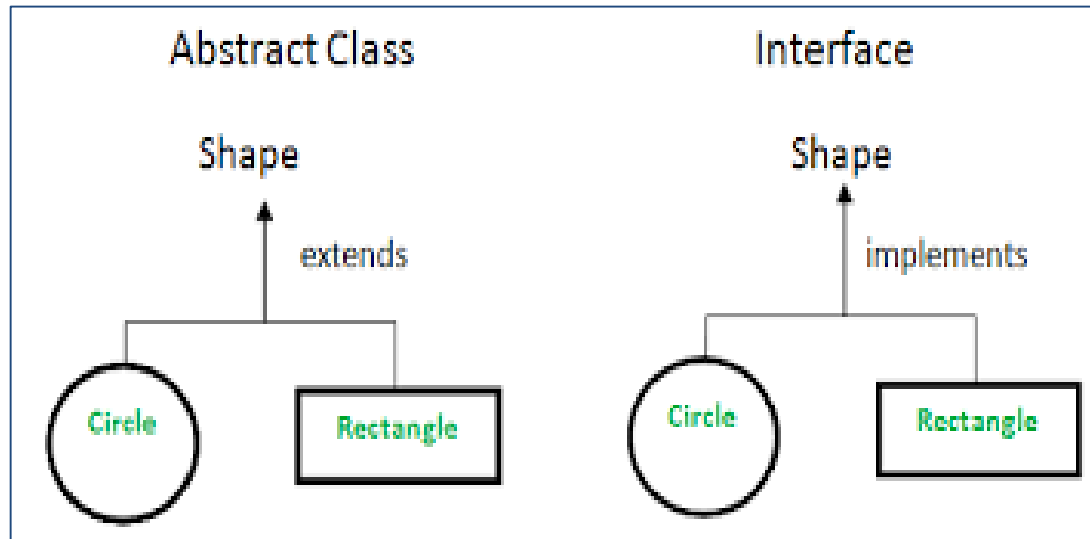 Abstract Class
Shape
extends
Circle
Rectangle
Interface
Shape
implements
Circle
Rectangle